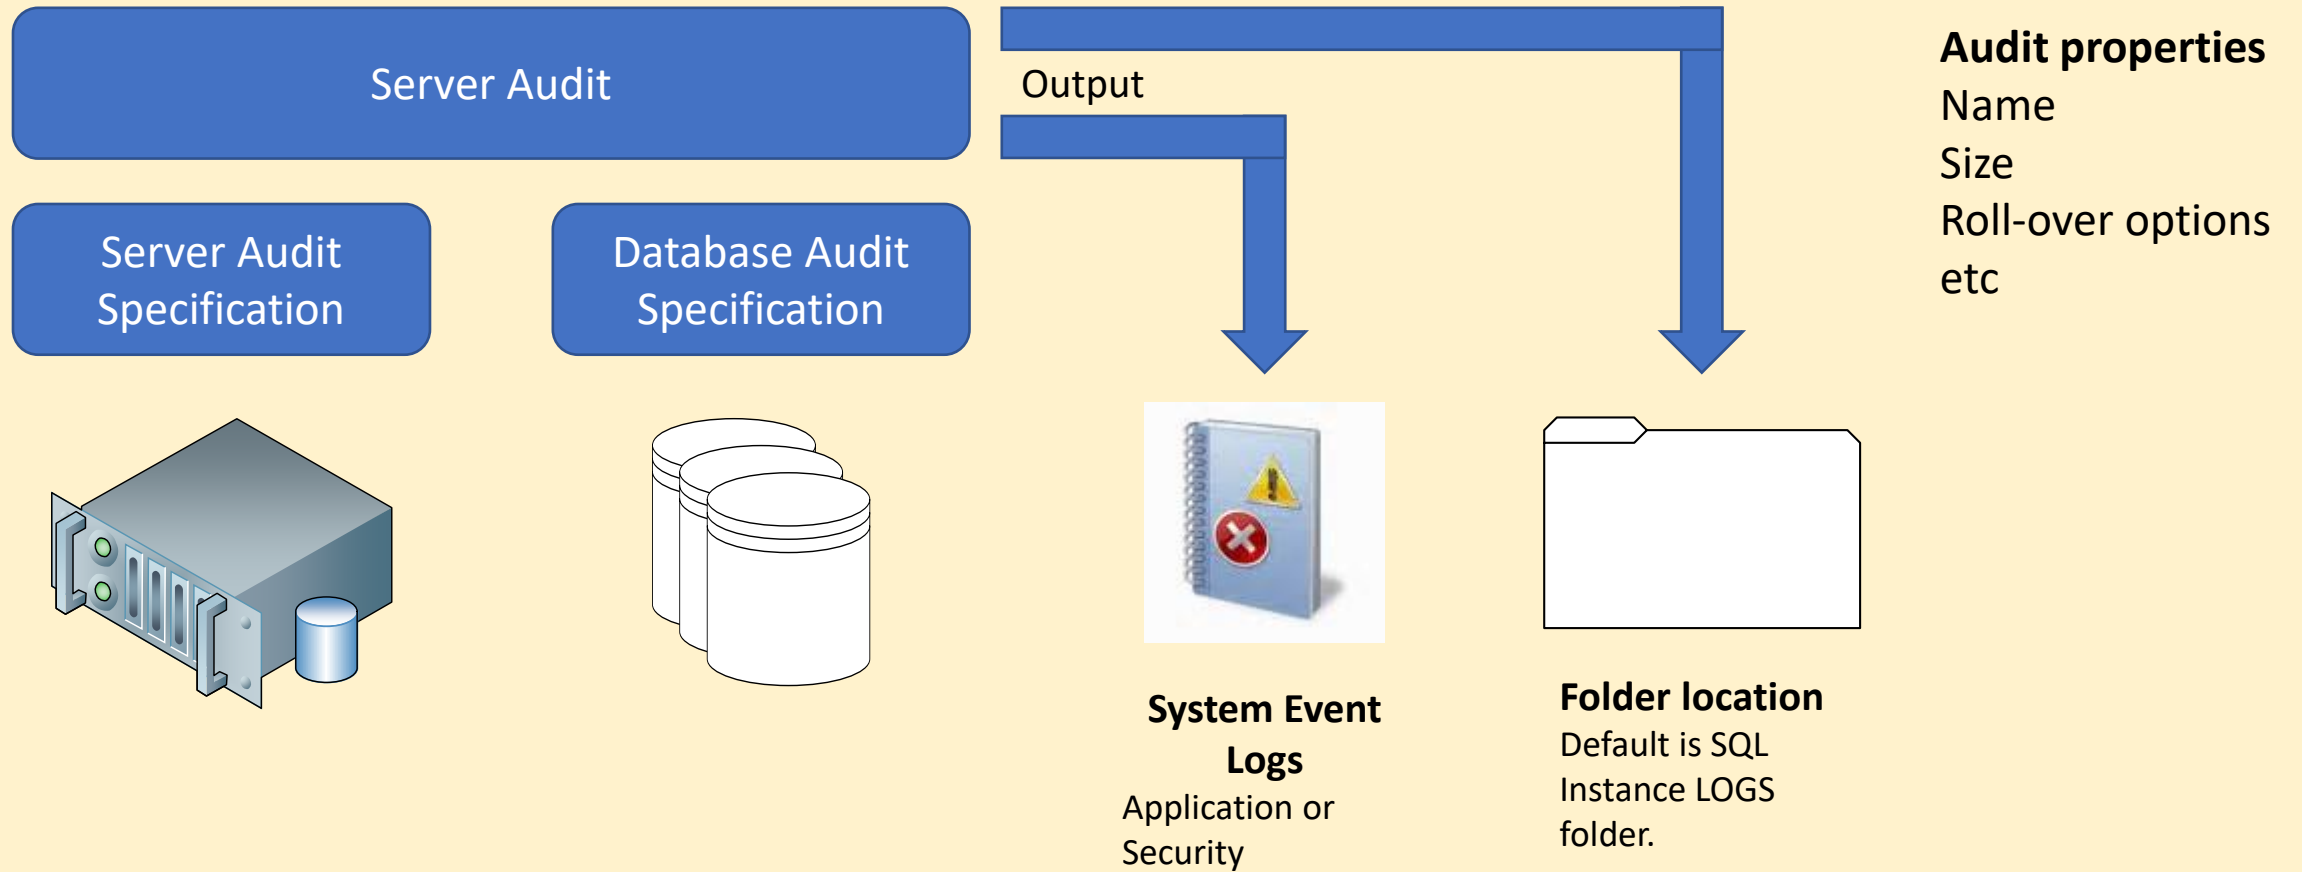 Server Audit
Output
Audit properties
Name
Size
Roll-over options
etc
Server Audit
Specification
Database Audit
Specification
System Event
Logs
Application or
Security
Folder location
Default is SQL
Instance LOGS
folder.